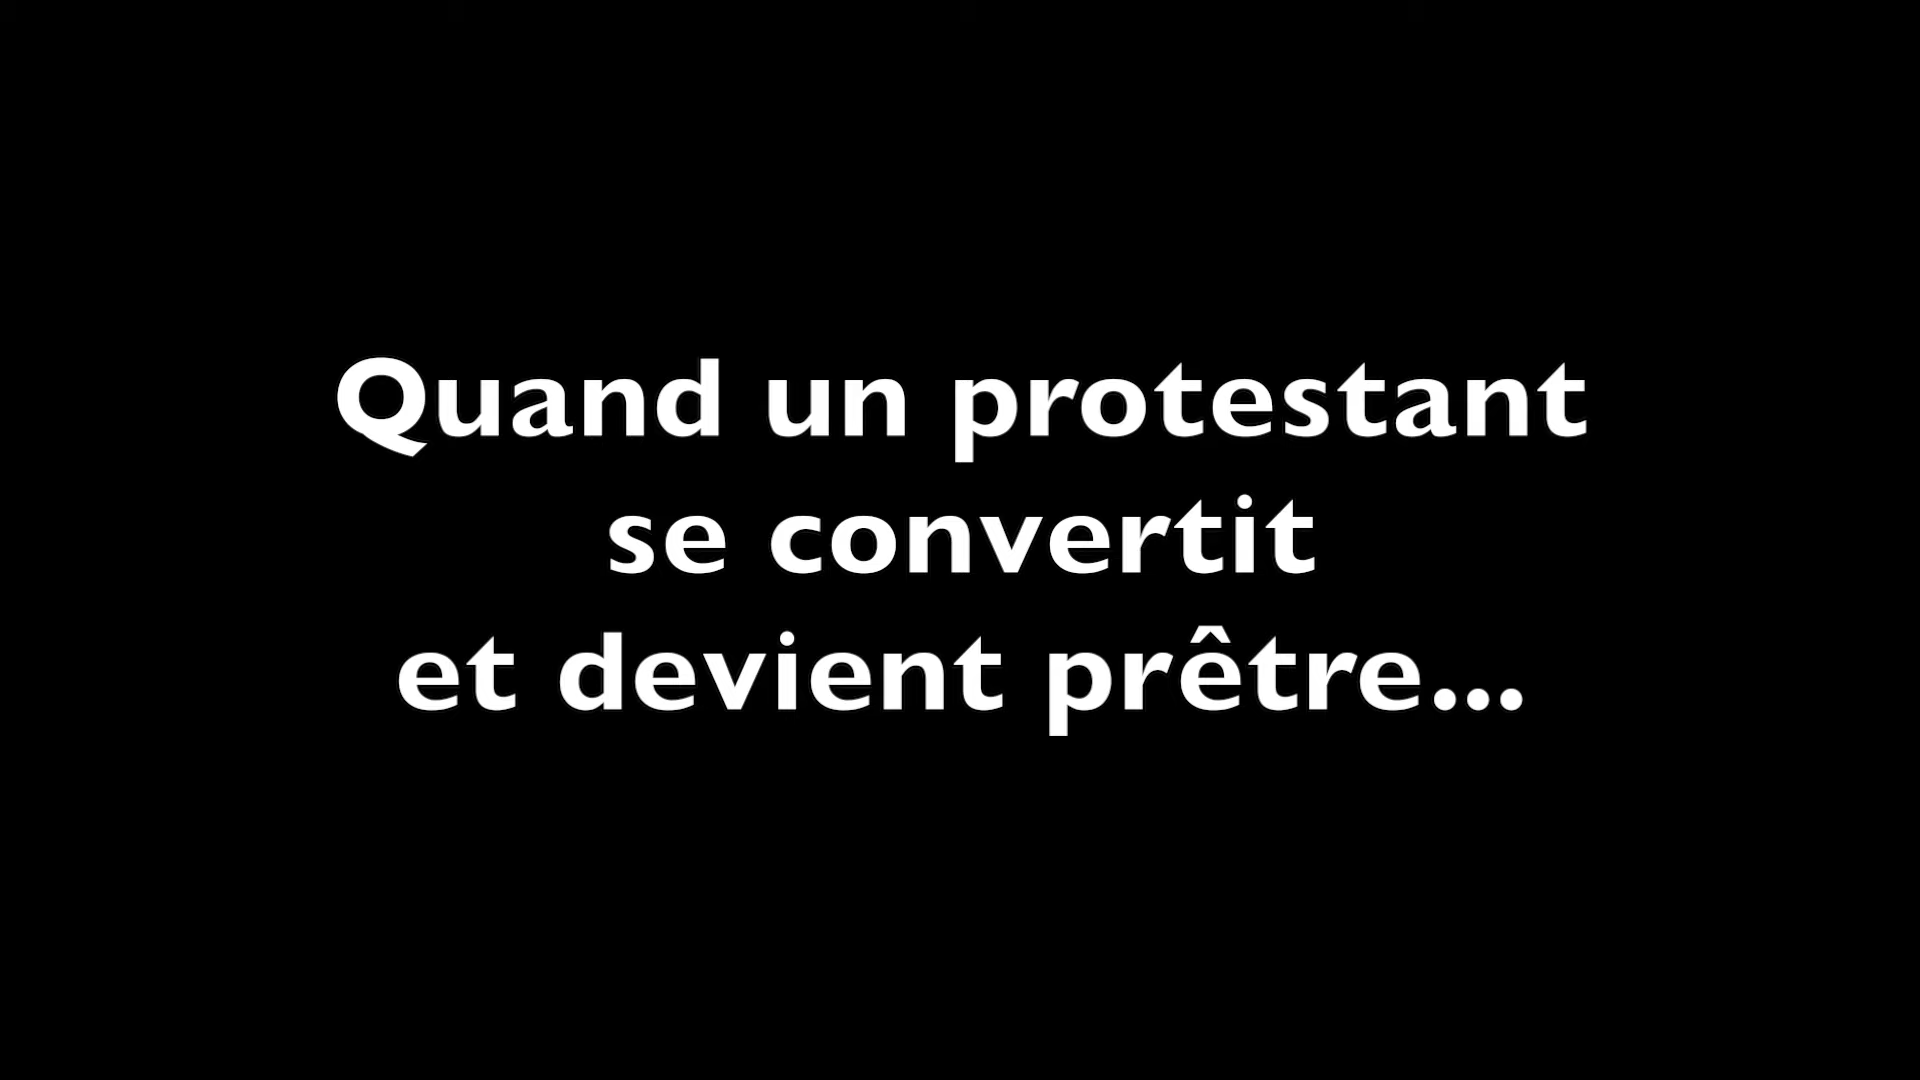 Quand un protestant
se convertit
et devient prêtre...